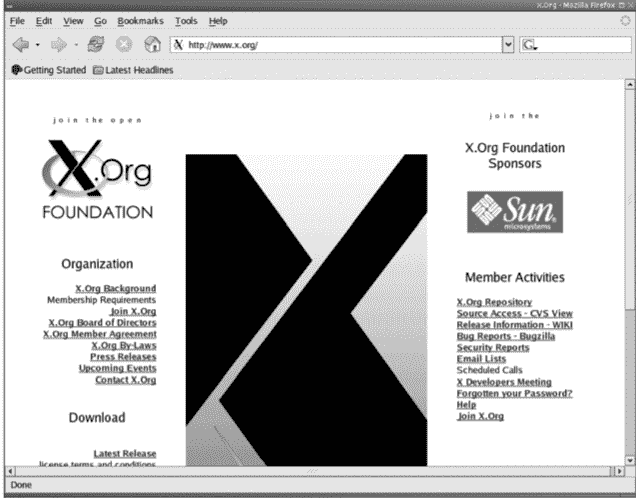 X.Org - Mozilla Firefox
File Edit View Go Bookmarks Tools Help
http://www.x.org/
G
Getting Started Latest Headlines
join the open
X.Org
FOUNDATION
Organization
X.Org Background
Membership Requirements
Join X.Org
X.Org Board of Directors
X.Org Member Agreement
X.Org By-Laws
Press Releases
Upcoming Events
Contact X.Org
Download
Latest Release
license terms and conditions
join the
X.Org Foundation
Sponsors
Sun
microsystems
Member Activities
X.Org Repository
Source Access - CVS View
Release Information - WIKI
Bug Reports - Bugzilla
Security Reports
Email Lists
Scheduled Calls
X Developers Meeting
Forgotten your Password?
Help
Join X.Org
Done